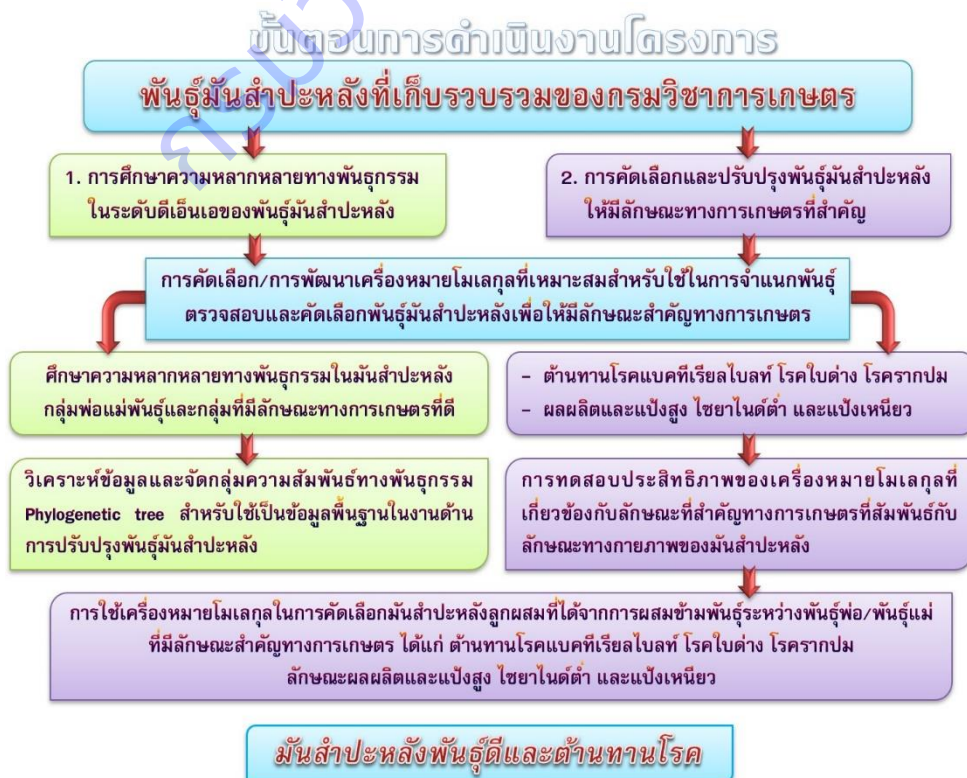 ขั้นตอนการดำเนินงานโครงการ
พันธุ์มันสำปะหลังที่เก็บรวบรวมของกรมวิชาการเกษตร
1. การศึกษาความหลากหลายทางพันธุกรรม
ในระดับดีเอ็นเอของพันธุ์มันสำปะหลัง
2. การคัดเลือกและปรับปรุงพันธุ์มันสำปะหลัง
ให้มีลักษณะทางการเกษตรที่สำคัญ
การคัดเลือก/การพัฒนาเครื่องหมายโมเลกุลที่เหมาะสมสำหรับใช้ในการจำแนกพันธุ์
ตรวจสอบและคัดเลือกพันธุ์มันสำปะหลังเพื่อให้มีลักษณะสำคัญทางการเกษตร
ศึกษาความหลากหลายทางพันธุกรรมในมันสำปะหลัง
กลุ่มพ่อแม่พันธุ์และกลุ่มที่มีลักษณะทางการเกษตรที่ดี
- ต้านทานโรคแบคทีเรียลไบลท์ โรคใบด่าง โรครากปม
- ผลผลิตและแป้งสูง ไซยาไนด์ต่ำ และแป้งเหนียว
วิเคราะห์ข้อมูลและจัดกลุ่มความสัมพันธ์ทางพันธุกรรม
Phylogenetic tree สำหรับใช้เป็นข้อมูลพื้นฐานในงานด้าน
การปรับปรุงพันธุ์มันสำปะหลัง
การทดสอบประสิทธิภาพของเครื่องหมายโมเลกุลที่
เกี่ยวข้องกับลักษณะที่สำคัญทางการเกษตรที่สัมพันธ์กับ
ลักษณะทางกายภาพของมันสำปะหลัง
การใช้เครื่องหมายโมเลกุลในการคัดเลือกมันสำปะหลังลูกผสมที่ได้จากการผสมข้ามพันธุ์ระหว่างพันธุ์พ่อ/พันธุ์แม่
ที่มีลักษณะสำคัญทางการเกษตร ได้แก่ ต้านทานโรคแบคทีเรียลไบลท์ โรคใบด่าง โรครากปม
ลักษณะผลผลิตและแป้งสูง ไซยาไนด์ต่ำ และแป้งเหนียว
มันสำปะหลังพันธุ์ดีและต้านทานโรค